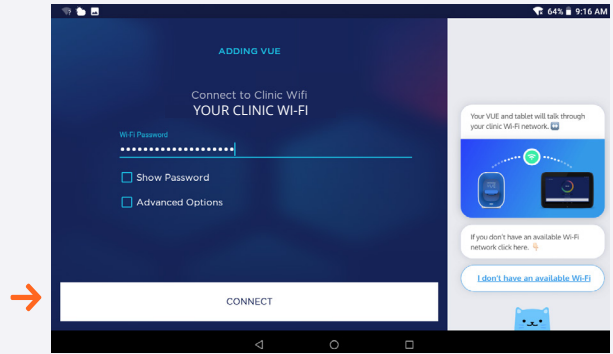 64% 9:16 AM
ADDING VUE
Connect to Clinic Wifi
YOUR CLINIC WI-FI
Wi-Fi Password
••••••••••••••••••••
Show Password
Advanced Options
CONNECT
Your VUE and tablet will talk through
your clinic Wi-Fi network. ↔️
If you don't have an available Wi-Fi
network click here. 👇🏻
I don't have an available Wi-Fi